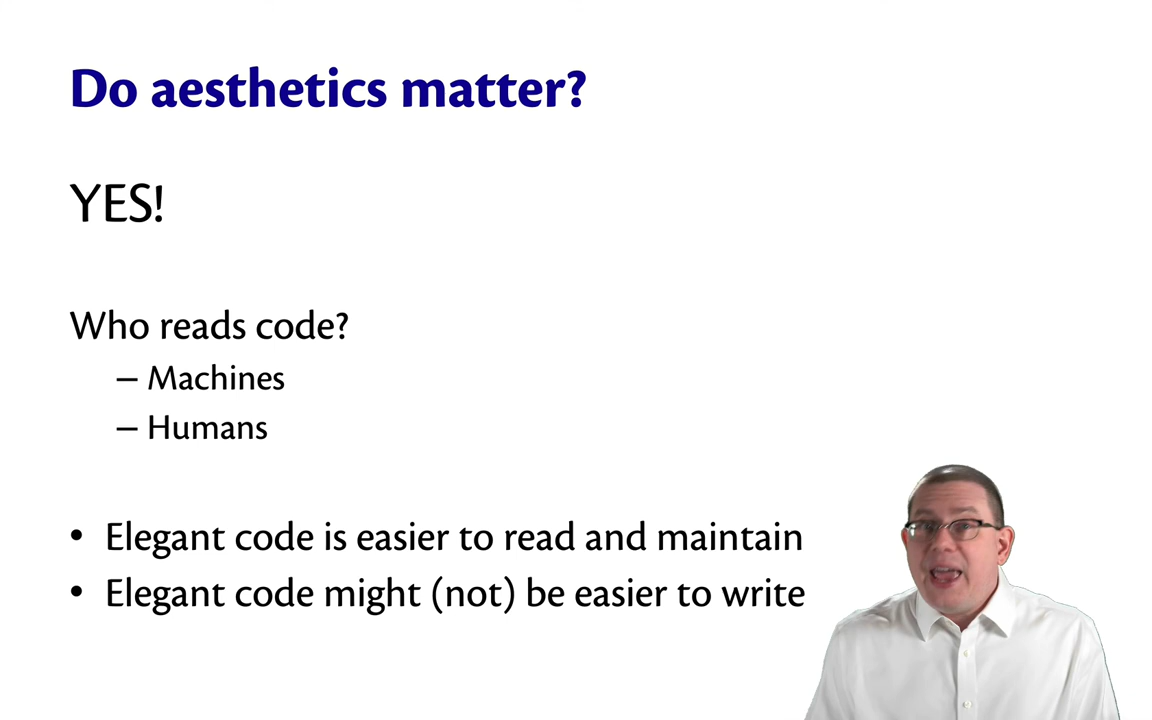 Do aesthetics matter?
YES!
Who reads code?
– Machines
– Humans
• Elegant code is easier to read and maintain
• Elegant code might (not) be easier to write